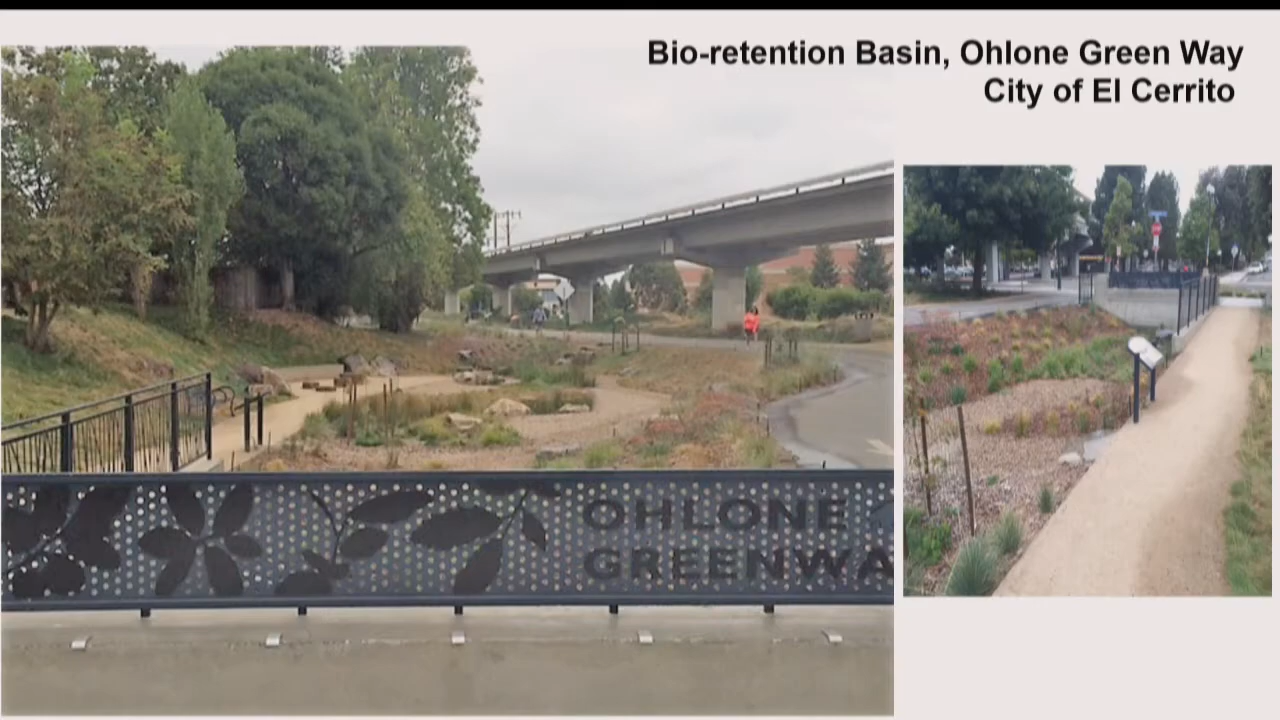 Bio-retention Basin, Ohlone Green Way
City of El Cerrito
OHLONE
GREENWA